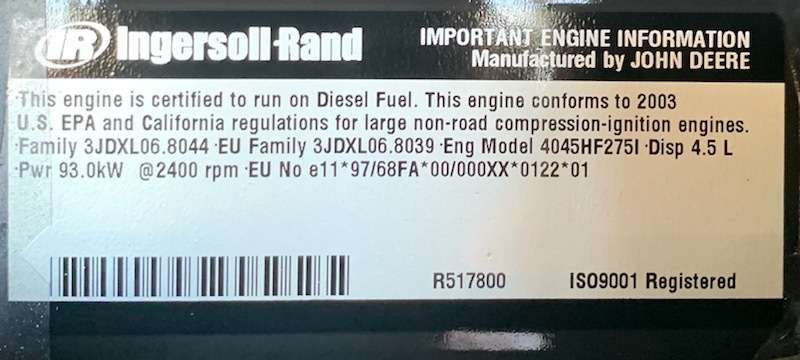 IR Ingersoll-Rand
IMPORTANT ENGINE INFORMATION
Manufactured by JOHN DEERE
This engine is certified to run on Diesel Fuel. This engine conforms to 2003
U.S. EPA and California regulations for large non-road compression-ignition engines.
·Family 3JDXL06.8044 ·EU Family 3JDXL06.8039 ·Eng Model 4045HF275I ·Disp 4.5 L
·Pwr 93.0kW @2400 rpm ·EU No e11*97/68FA*00/000XX*0122*01
R517800 ISO9001 Registered